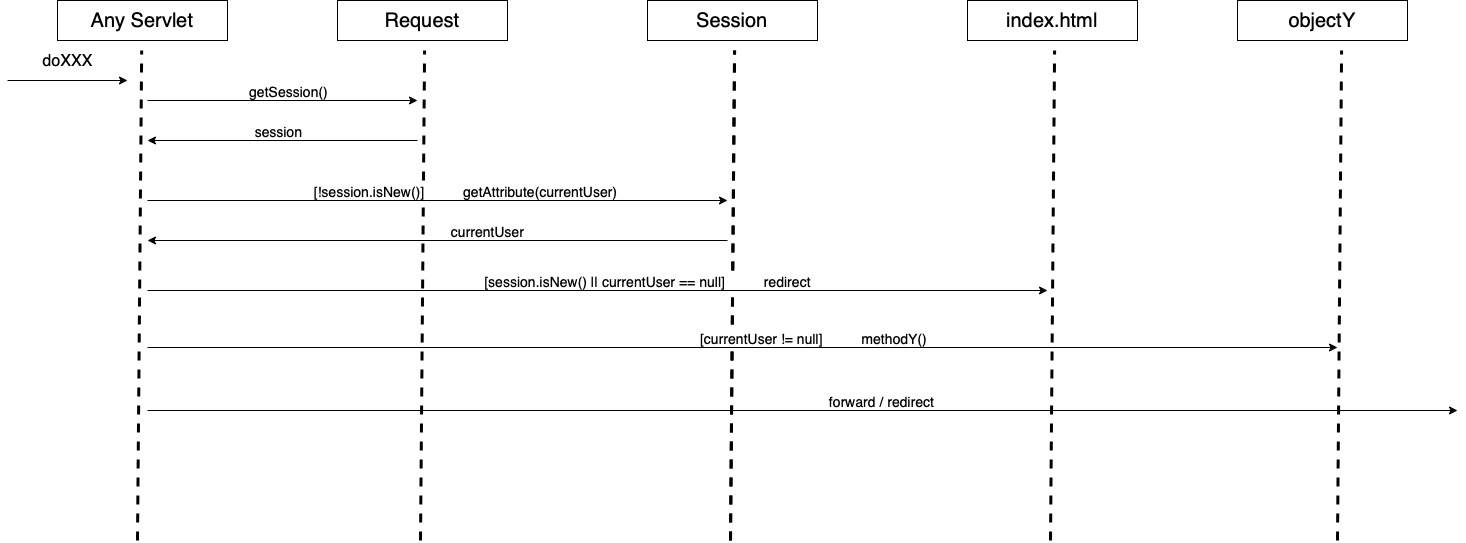 Any Servlet
Request
Session
index.html
objectY
doXXX
getSession()
session
[!session.isNew()] getAttribute(currentUser)
currentUser
[session.isNew() || currentUser == null] redirect
[currentUser != null] methodY()
forward / redirect